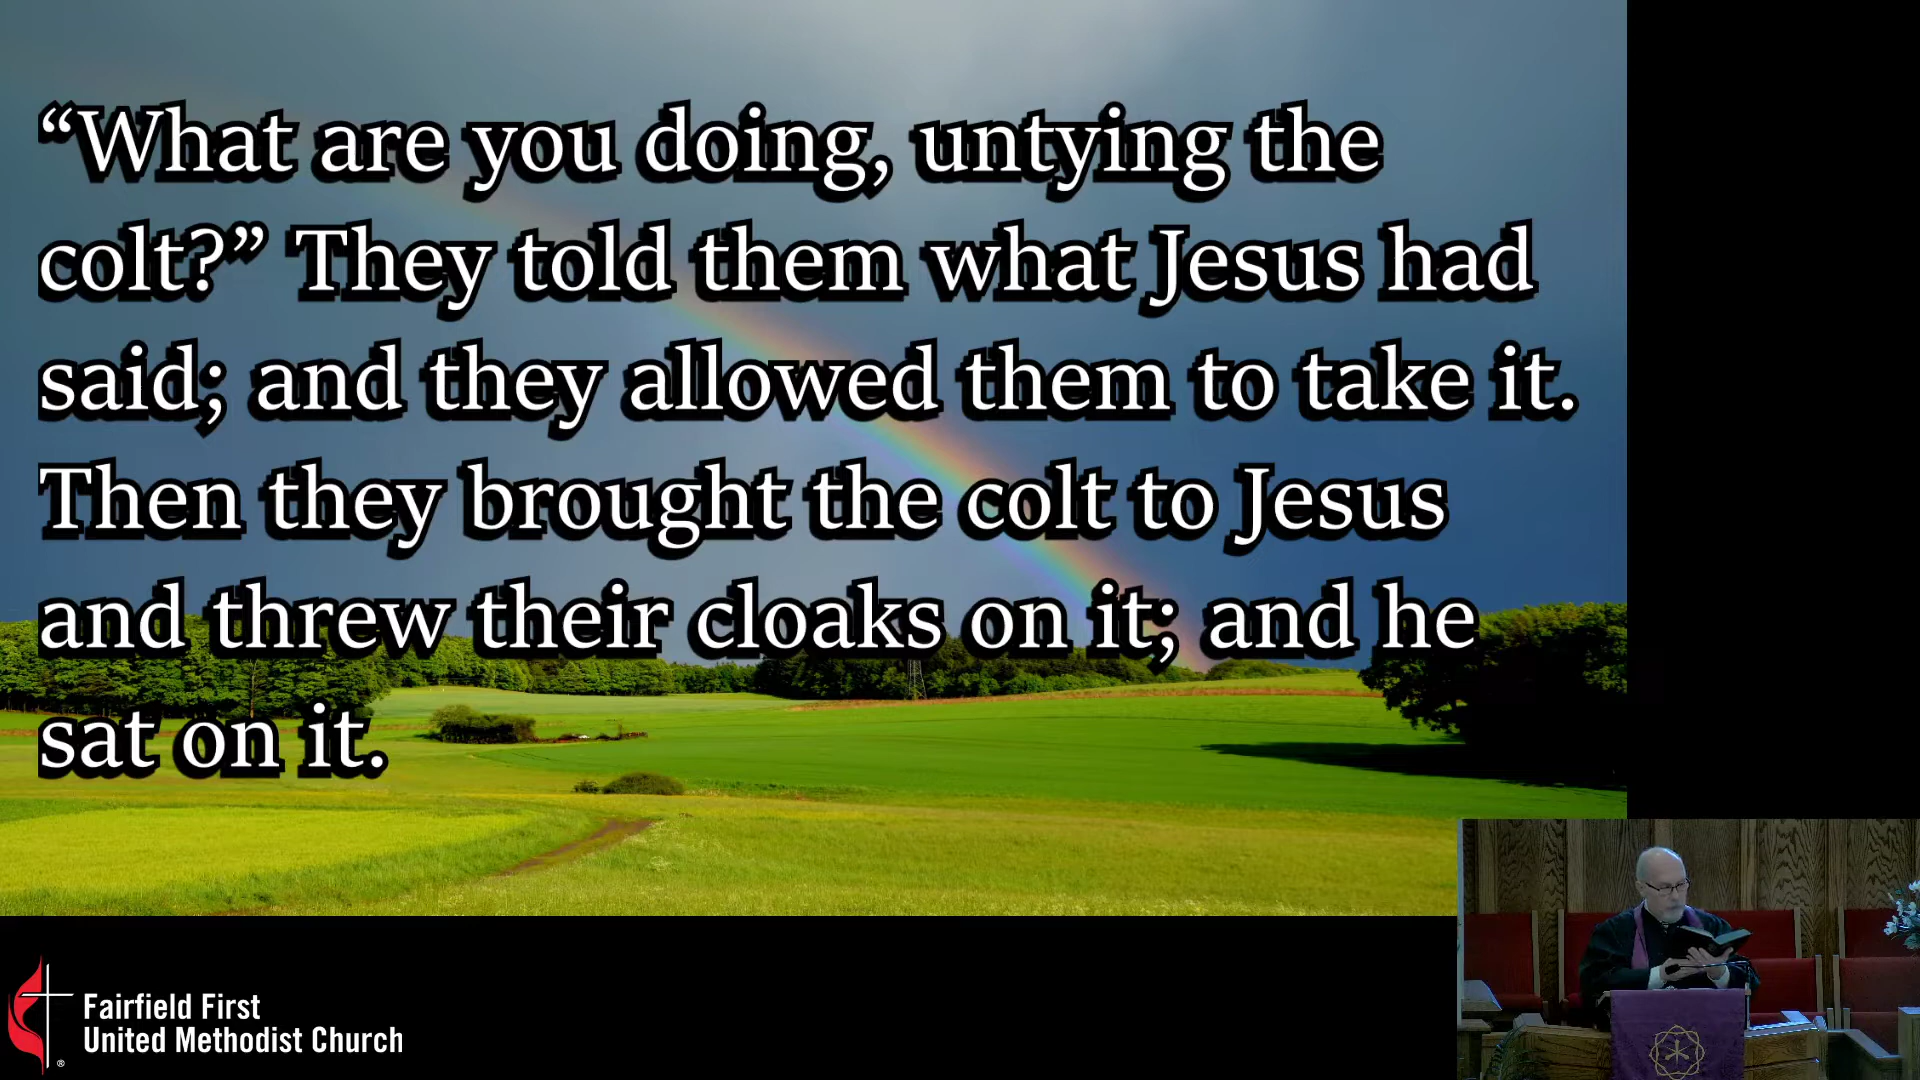 “What are you doing, untying the
colt?” They told them what Jesus had
said; and they allowed them to take it.
Then they brought the colt to Jesus
and threw their cloaks on it; and he
sat on it.
Fairfield First
United Methodist Church
®